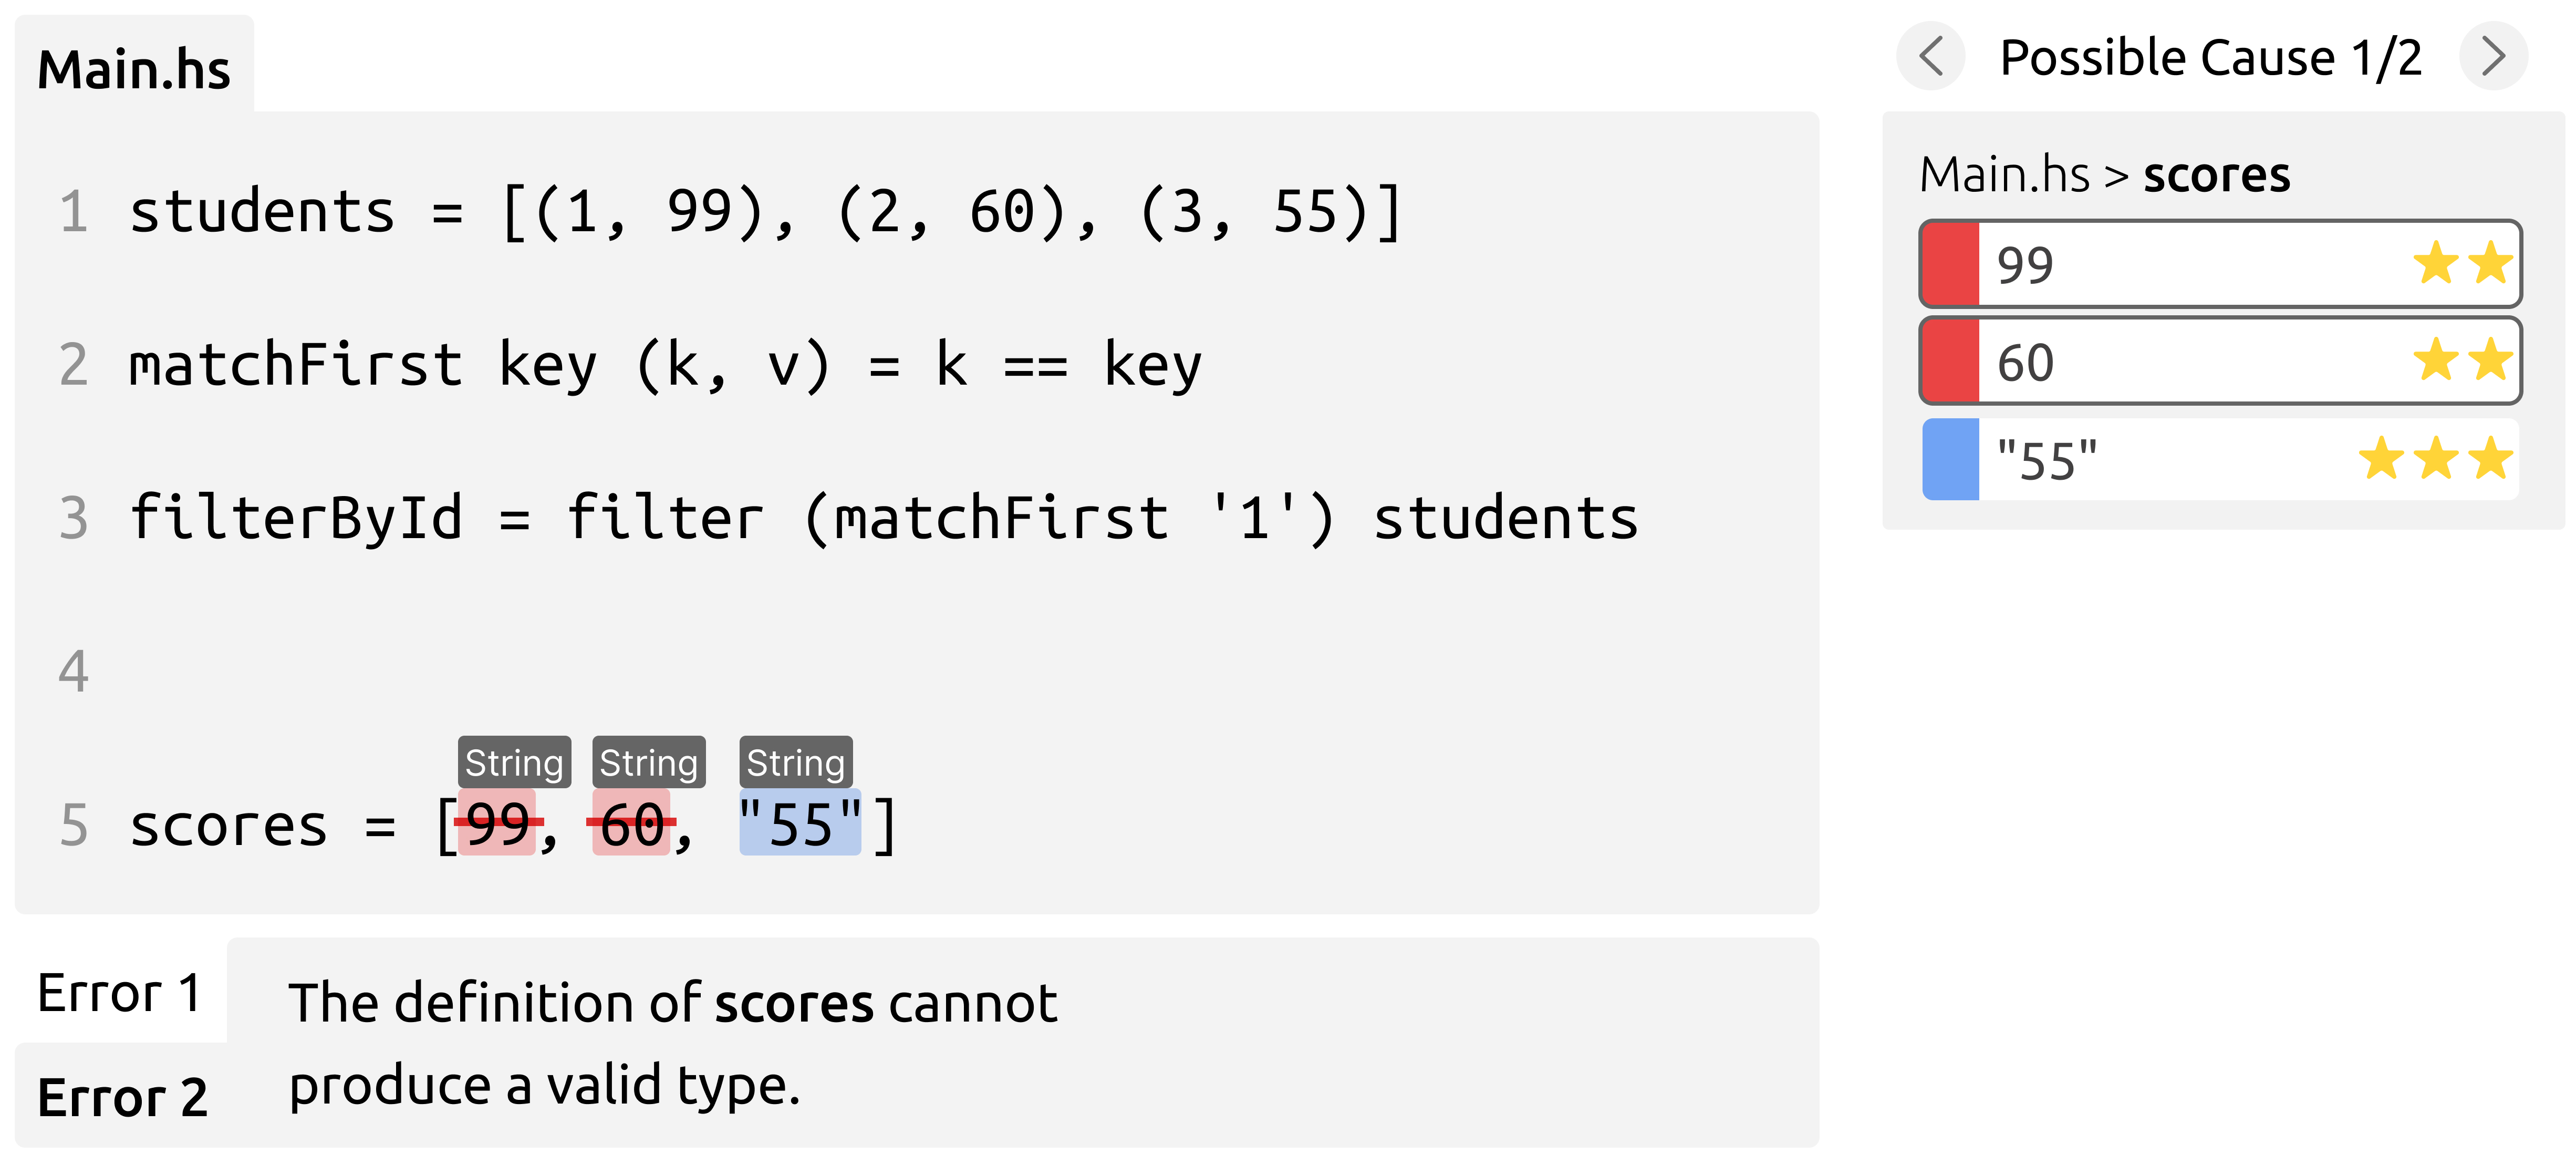 Main.hs
1 students = [(1, 99), (2, 60), (3, 55)]
2 matchFirst key (k, v) = k == key
3 filterById = filter (matchFirst '1') students
4
String String String
5 scores = [99, 60, "55"]
Error 1
Error 2
The definition of scores cannot
produce a valid type.
Possible Cause 1/2
Main.hs > scores
99
60
"55"